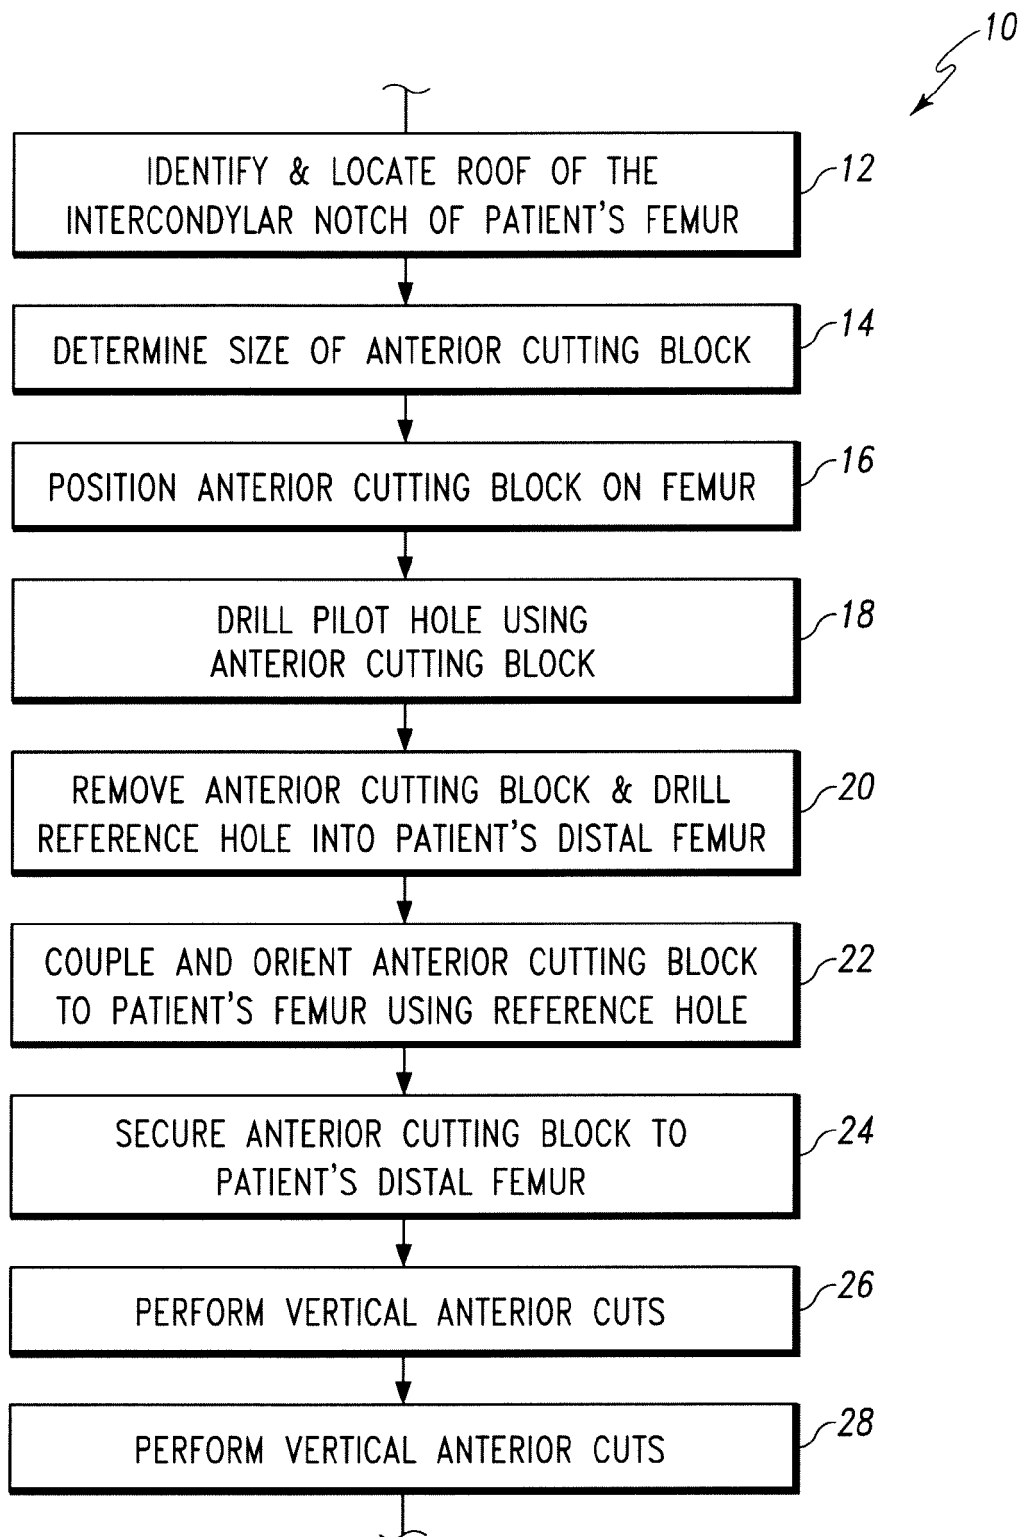 10
IDENTIFY & LOCATE ROOF OF THE
INTERCONDYLAR NOTCH OF PATIENT'S FEMUR
12
DETERMINE SIZE OF ANTERIOR CUTTING BLOCK
14
POSITION ANTERIOR CUTTING BLOCK ON FEMUR
16
DRILL PILOT HOLE USING
ANTERIOR CUTTING BLOCK
18
REMOVE ANTERIOR CUTTING BLOCK & DRILL
REFERENCE HOLE INTO PATIENT'S DISTAL FEMUR
20
COUPLE AND ORIENT ANTERIOR CUTTING BLOCK
TO PATIENT'S FEMUR USING REFERENCE HOLE
22
SECURE ANTERIOR CUTTING BLOCK TO
PATIENT'S DISTAL FEMUR
24
PERFORM VERTICAL ANTERIOR CUTS
26
PERFORM VERTICAL ANTERIOR CUTS
28